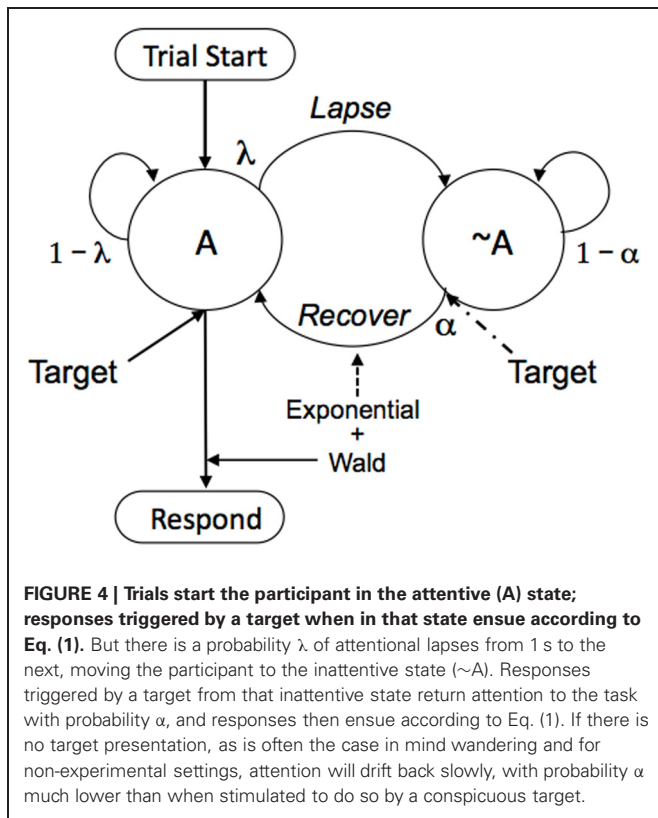 Trial Start
Lapse
λ
A
~A
1 − λ
1 − α
Recover
α
Target
Target
Exponential
+
Wald
Respond
FIGURE 4 | Trials start the participant in the attentive (A) state;
responses triggered by a target when in that state ensue according to
Eq. (1). But there is a probability λ of attentional lapses from 1 s to the
next, moving the participant to the inattentive state (∼A). Responses
triggered by a target from that inattentive state return attention to the task
with probability α, and responses then ensue according to Eq. (1). If there is
no target presentation, as is often the case in mind wandering and for
non-experimental settings, attention will drift back slowly, with probability α
much lower than when stimulated to do so by a conspicuous target.